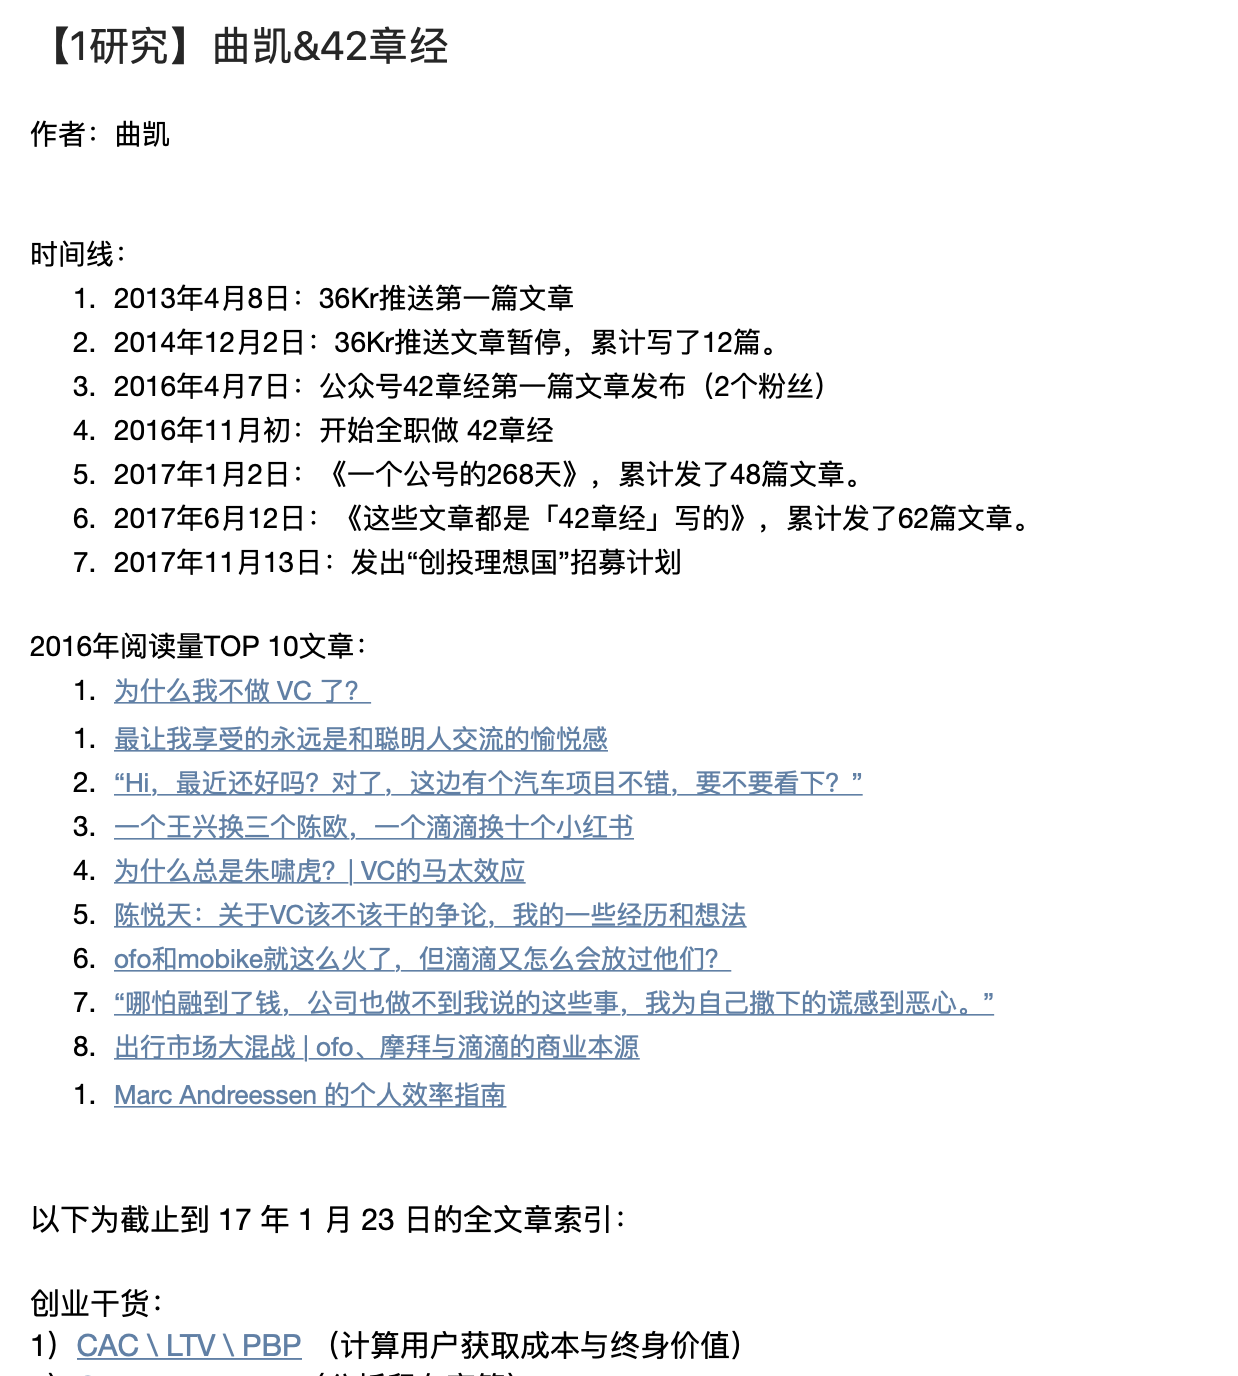 【1研究】曲凯&42章经
作者：曲凯
时间线：
1. 2013年4月8日：36Kr推送第一篇文章
2. 2014年12月2日：36Kr推送文章暂停，累计写了12篇。
3. 2016年4月7日：公众号42章经第一篇文章发布（2个粉丝）
4. 2016年11月初：开始全职做 42章经
5. 2017年1月2日：《一个公号的268天》，累计发了48篇文章。
6. 2017年6月12日：《这些文章都是「42章经」写的》，累计发了62篇文章。
7. 2017年11月13日：发出“创投理想国”招募计划
2016年阅读量TOP 10文章：
1. 为什么我不做 VC 了？
1. 最让我享受的永远是和聪明人交流的愉悦感
2. “Hi，最近还好吗？对了，这边有个汽车项目不错，要不要看下？”
3. 一个王兴换三个陈欧，一个滴滴换十个小红书
4. 为什么总是朱啸虎？| VC的马太效应
5. 陈悦天：关于VC该不该干的争论，我的一些经历和想法
6. ofo和mobike就这么火了，但滴滴又怎么会放过他们？
7. “哪怕融到了钱，公司也做不到我说的这些事，我为自己撒下的谎感到恶心。”
8. 出行市场大混战 | ofo、摩拜与滴滴的商业本源
1. Marc Andreessen 的个人效率指南
以下为截止到 17 年 1 月 23 日的全文章索引：
创业干货：
1）CAC \ LTV \ PBP （计算用户获取成本与终身价值）